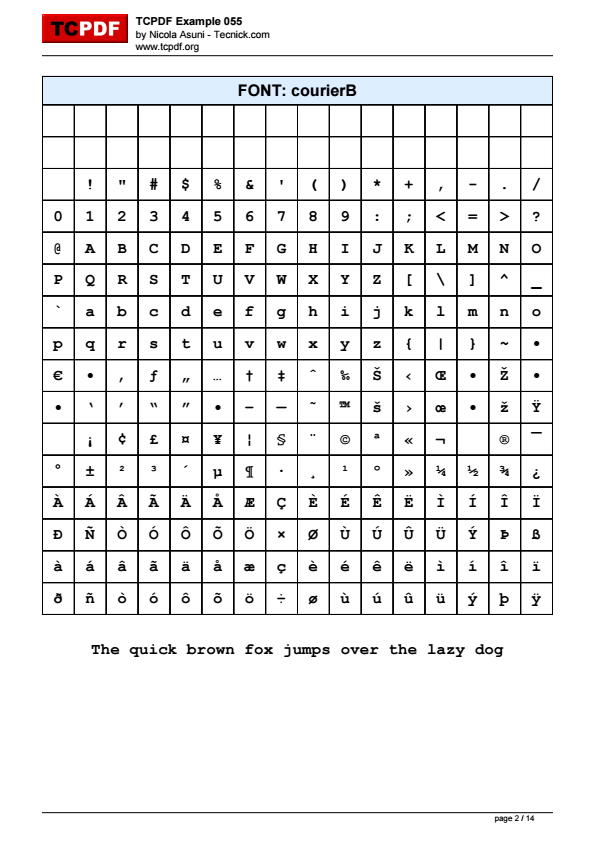 TCPDF
TCPDF Example 055
by Nicola Asuni - Tecnick.com
www.tcpdf.org
FONT: courierB
! " # $ % & ' ( ) * + , - . /
0 1 2 3 4 5 6 7 8 9 : ; < = > ?
@ A B C D E F G H I J K L M N O
P Q R S T U V W X Y Z [ \ ] ^ _
` a b c d e f g h i j k l m n o
p q r s t u v w x y z { | } ~ •
€ • ‚ ƒ „ … † ‡ ˆ ‰ Š ‹ Œ • Ž •
• ‘ ’ “ ” • – — ˜ ™ š › œ • ž Ÿ
¡ ¢ £ ¤ ¥ ¦ § ¨ © ª « ¬ ® ¯
° ± ² ³ ´ µ ¶ · ¸ ¹ º » ¼ ½ ¾ ¿
À Á Â Ã Ä Å Æ Ç È É Ê Ë Ì Í Î Ï
Ð Ñ Ò Ó Ô Õ Ö × Ø Ù Ú Û Ü Ý Þ ß
à á â ã ä å æ ç è é ê ë ì í î ï
ð ñ ò ó ô õ ö ÷ ø ù ú û ü ý þ ÿ
The quick brown fox jumps over the lazy dog
page 2 / 14